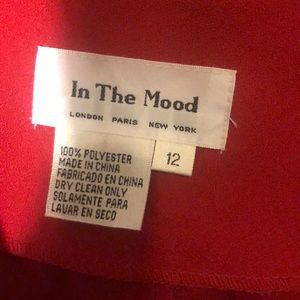 In The Mood
LONDON PARIS NEW YORK
100% POLYESTER
MADE IN CHINA
FABRICADO EN CHINA
DRY CLEAN ONLY
SOLAMENTE PARA
LAVAR EN SECO
12